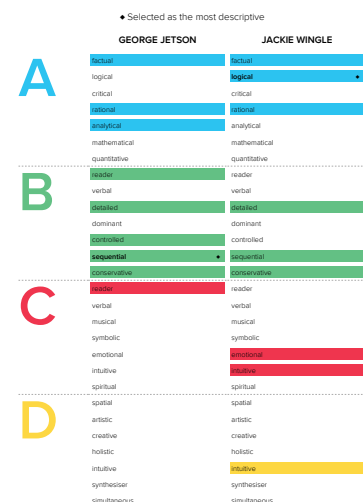 ◆ Selected as the most descriptive
GEORGE JETSON JACKIE WINGLE
A
factual factual
logical logical ◆
critical critical
rational rational
analytical analytical
mathematical mathematical
quantitative quantitative
B
reader reader
verbal verbal
detailed detailed
dominant dominant
controlled controlled
sequential ◆ sequential
conservative conservative
C
reader reader
verbal verbal
musical musical
symbolic symbolic
emotional emotional
intuitive intuitive
spiritual spiritual
D
spatial spatial
artistic artistic
creative creative
holistic holistic
intuitive intuitive
synthesiser synthesiser
simultaneous simultaneous